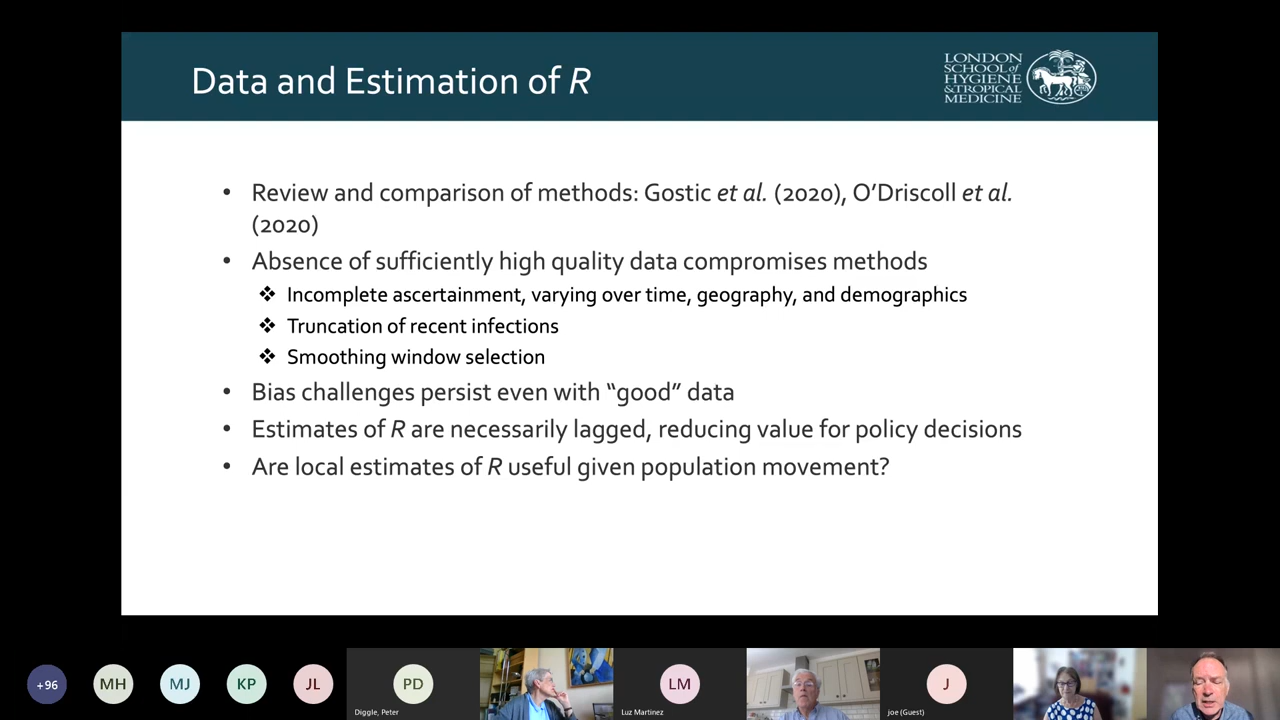 Data and Estimation of R
LONDON
SCHOOL of
HYGIENE
& TROPICAL
MEDICINE
• Review and comparison of methods: Gostic et al. (2020), O’Driscoll et al.
(2020)
• Absence of sufficiently high quality data compromises methods
❖ Incomplete ascertainment, varying over time, geography, and demographics
❖ Truncation of recent infections
❖ Smoothing window selection
• Bias challenges persist even with “good” data
• Estimates of R are necessarily lagged, reducing value for policy decisions
• Are local estimates of R useful given population movement?
+96
MH
MJ
KP
JL
PD
Diggle, Peter
LM
Luz Martinez
J
joe (Guest)